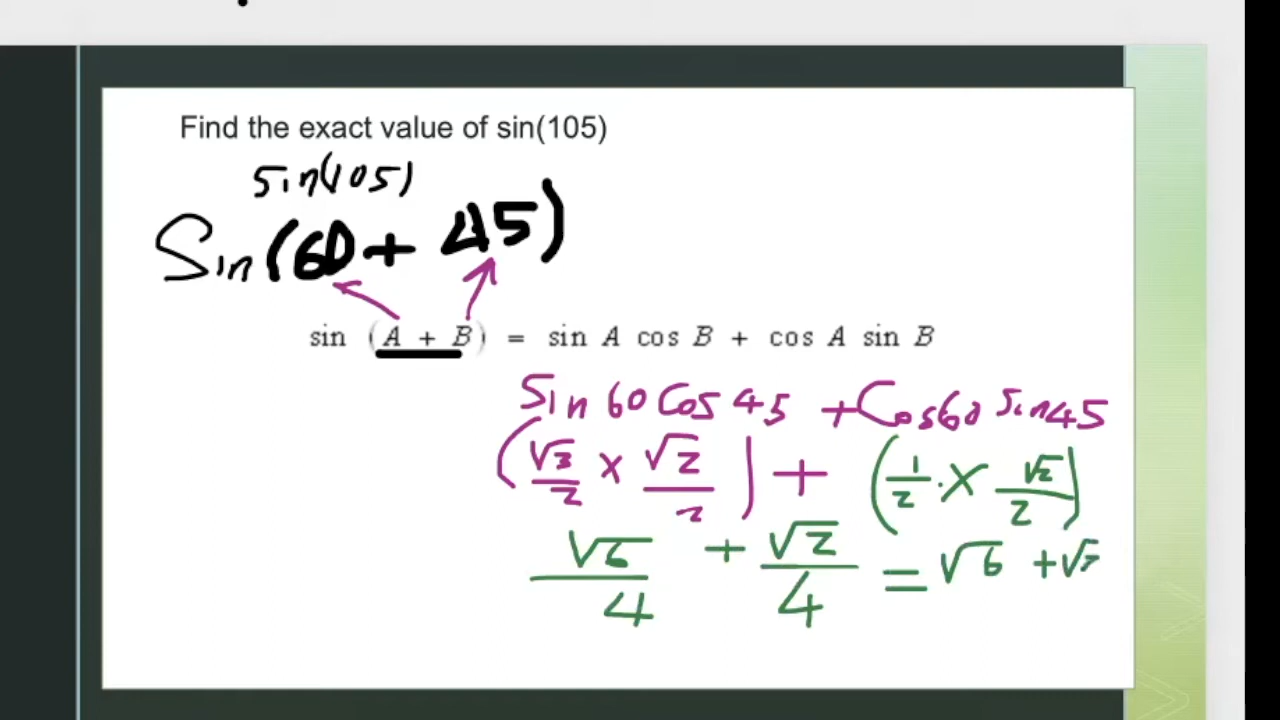 Find the exact value of sin(105)
sin(105)
Sin(60 + 45)
sin (A + B) = sin A cos B + cos A sin B
Sin 60 Cos 45 + Cos 60 Sin 45
(√3/2 × √2/2) + (1/2 · × √2/2)
√6/4 + √2/4 = √6 + √2